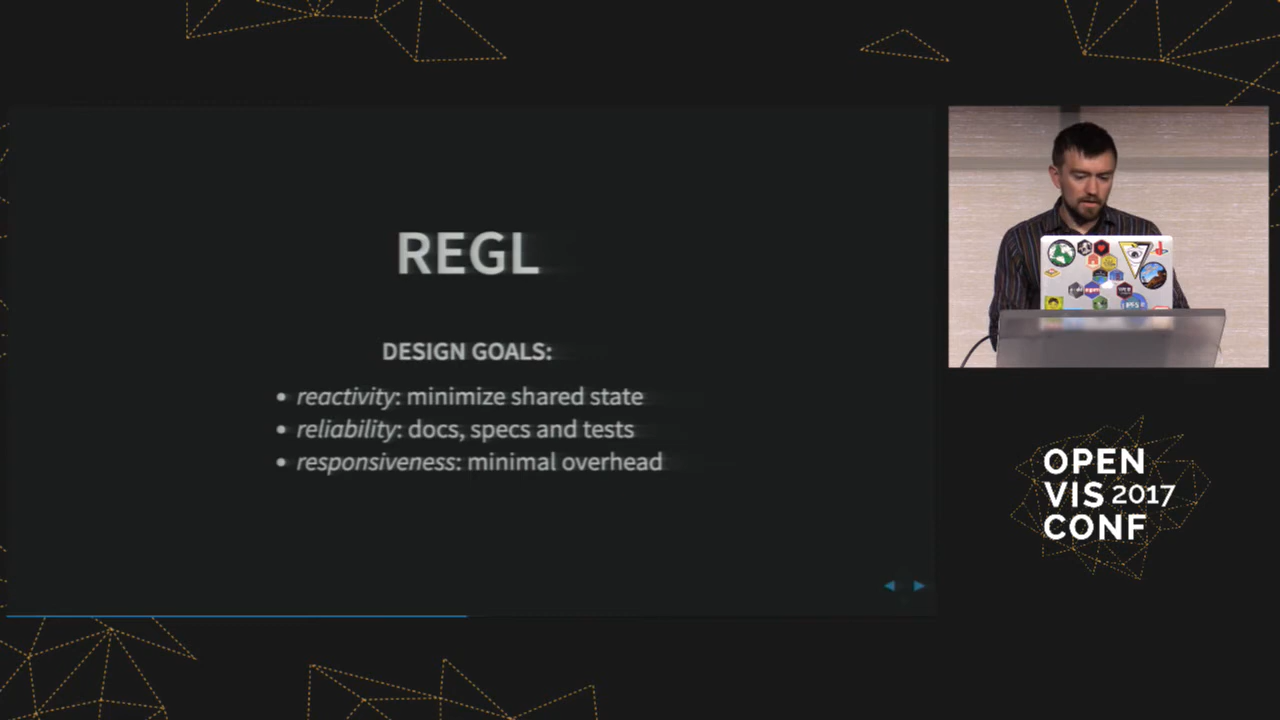 REGL
DESIGN GOALS:
• reactivity: minimize shared state
• reliability: docs, specs and tests
• responsiveness: minimal overhead
OPEN
VIS 2017
CONF